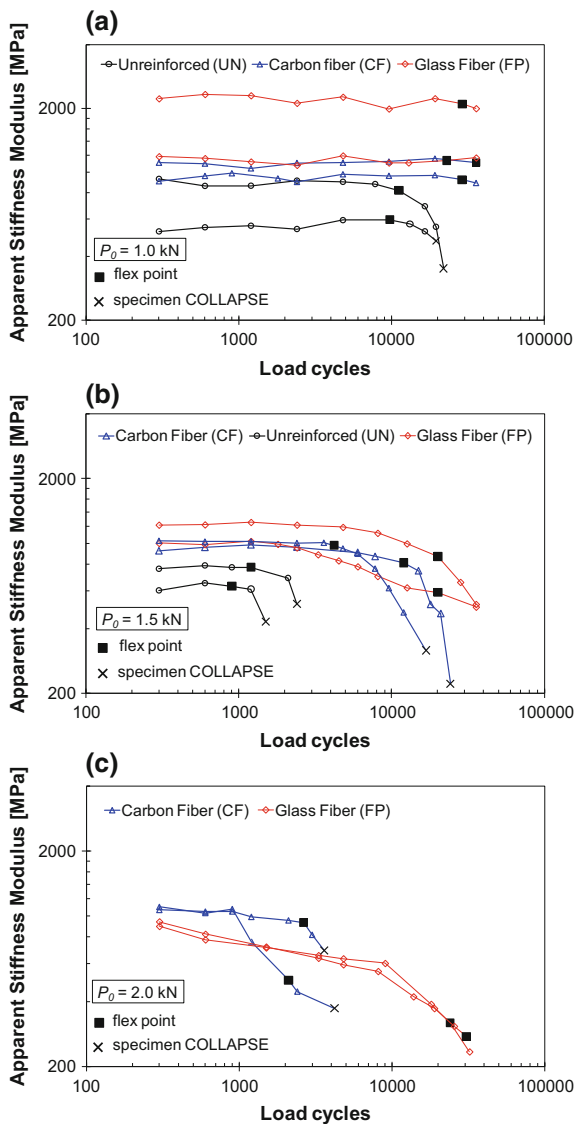 (a)
Unreinforced (UN) Carbon fiber (CF) Glass Fiber (FP)
Apparent Stiffness Modulus [MPa]
2000
200
P0 = 1.0 kN
flex point
specimen COLLAPSE
100 1000 10000 100000
Load cycles
(b)
Carbon Fiber (CF) Unreinforced (UN) Glass Fiber (FP)
Apparent Stiffness Modulus [MPa]
2000
200
P0 = 1.5 kN
flex point
specimen COLLAPSE
100 1000 10000 100000
Load cycles
(c)
Carbon Fiber (CF) Glass Fiber (FP)
Apparent Stiffness Modulus [MPa]
2000
200
P0 = 2.0 kN
flex point
specimen COLLAPSE
100 1000 10000 100000
Load cycles